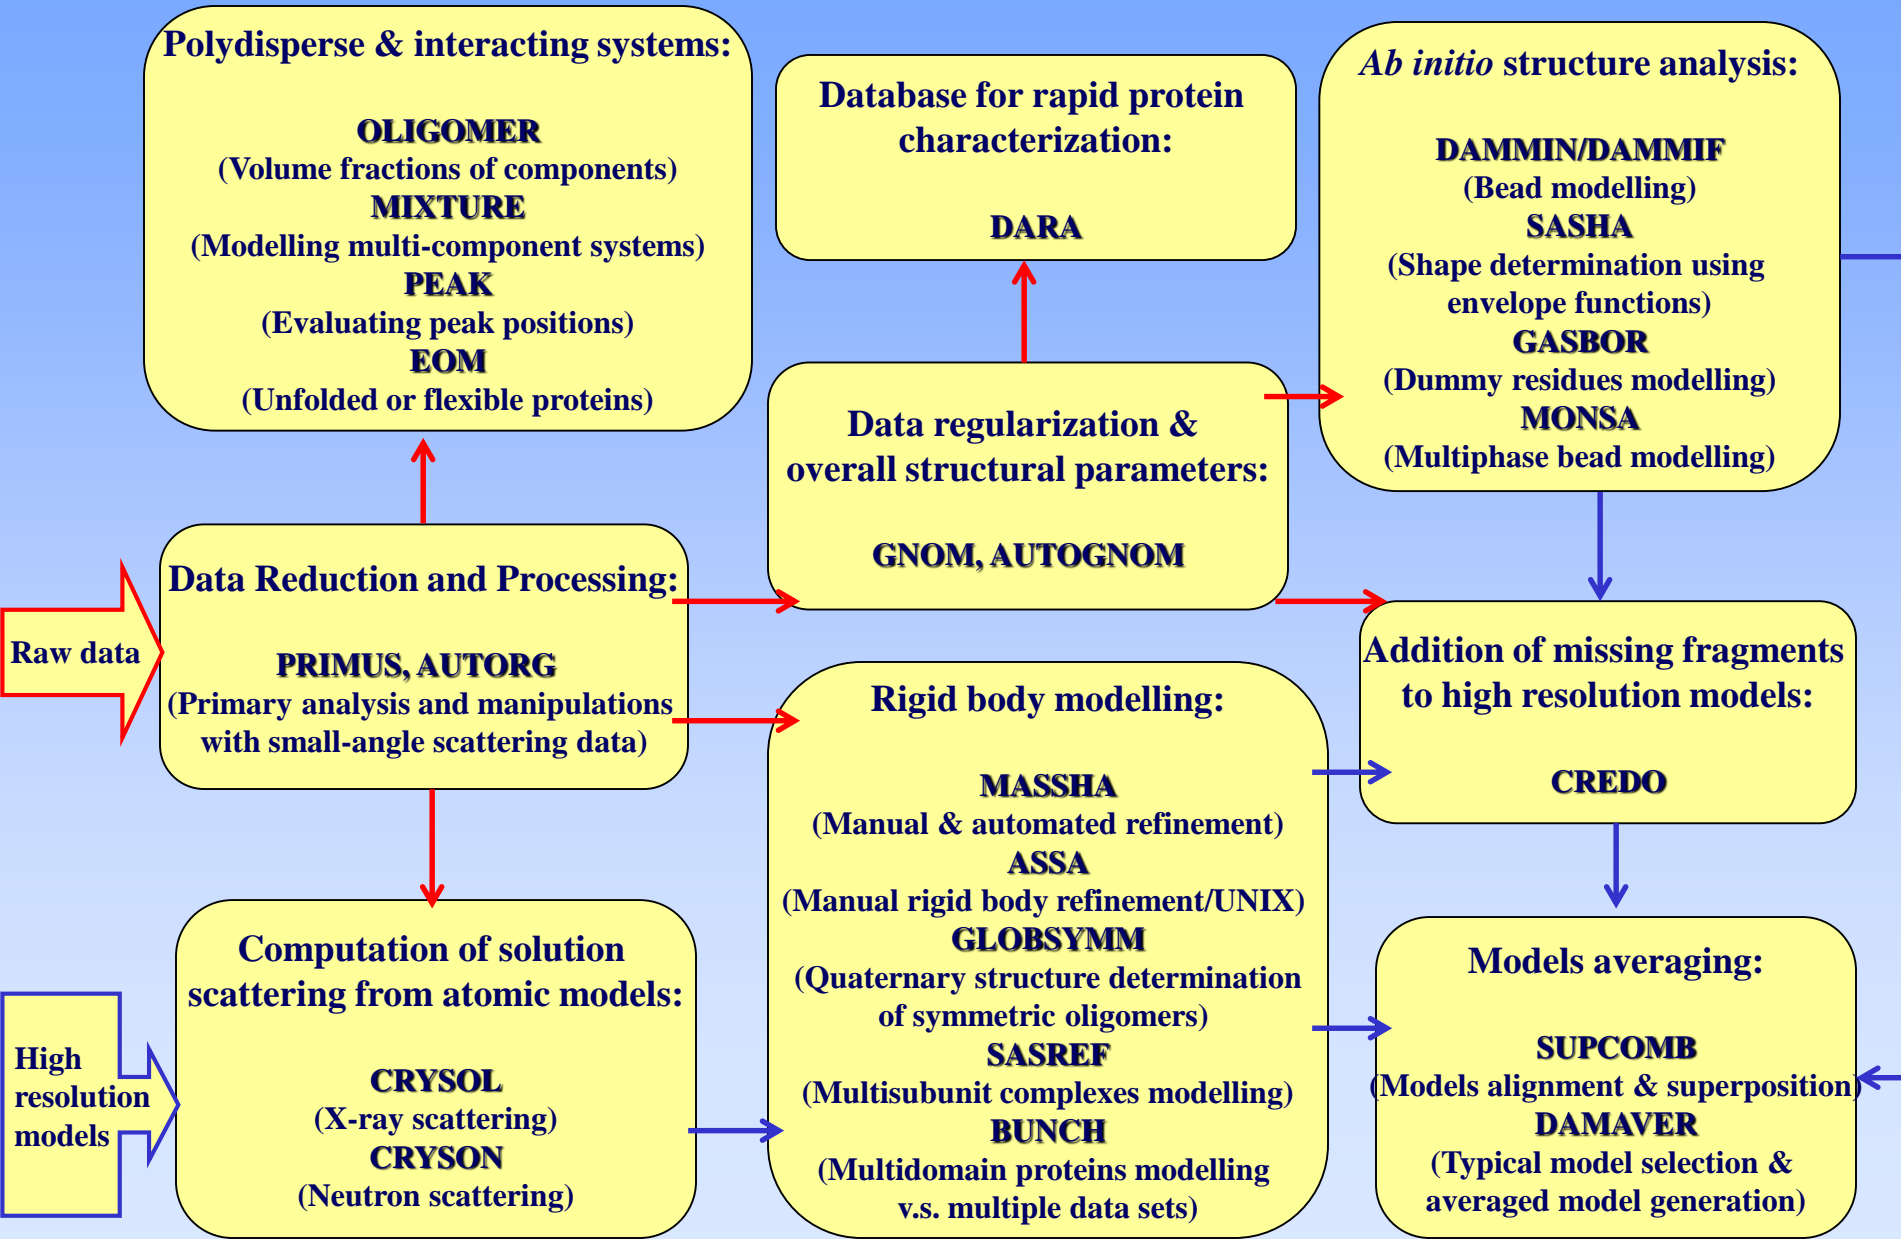 Polydisperse & interacting systems:
OLIGOMER
(Volume fractions of components)
MIXTURE
(Modelling multi-component systems)
PEAK
(Evaluating peak positions)
EOM
(Unfolded or flexible proteins)
Database for rapid protein
characterization:
DARA
Ab initio structure analysis:
DAMMIN/DAMMIF
(Bead modelling)
SASHA
(Shape determination using
envelope functions)
GASBOR
(Dummy residues modelling)
MONSA
(Multiphase bead modelling)
Raw data
Data Reduction and Processing:
PRIMUS, AUTORG
(Primary analysis and manipulations
with small-angle scattering data)
Data regularization &
overall structural parameters:
GNOM, AUTOGNOM
Addition of missing fragments
to high resolution models:
CREDO
High
resolution
models
Computation of solution
scattering from atomic models:
CRYSOL
(X-ray scattering)
CRYSON
(Neutron scattering)
Rigid body modelling:
MASSHA
(Manual & automated refinement)
ASSA
(Manual rigid body refinement/UNIX)
GLOBSYMM
(Quaternary structure determination
of symmetric oligomers)
SASREF
(Multisubunit complexes modelling)
BUNCH
(Multidomain proteins modelling
v.s. multiple data sets)
Models averaging:
SUPCOMB
(Models alignment & superposition)
DAMAVER
(Typical model selection &
averaged model generation)